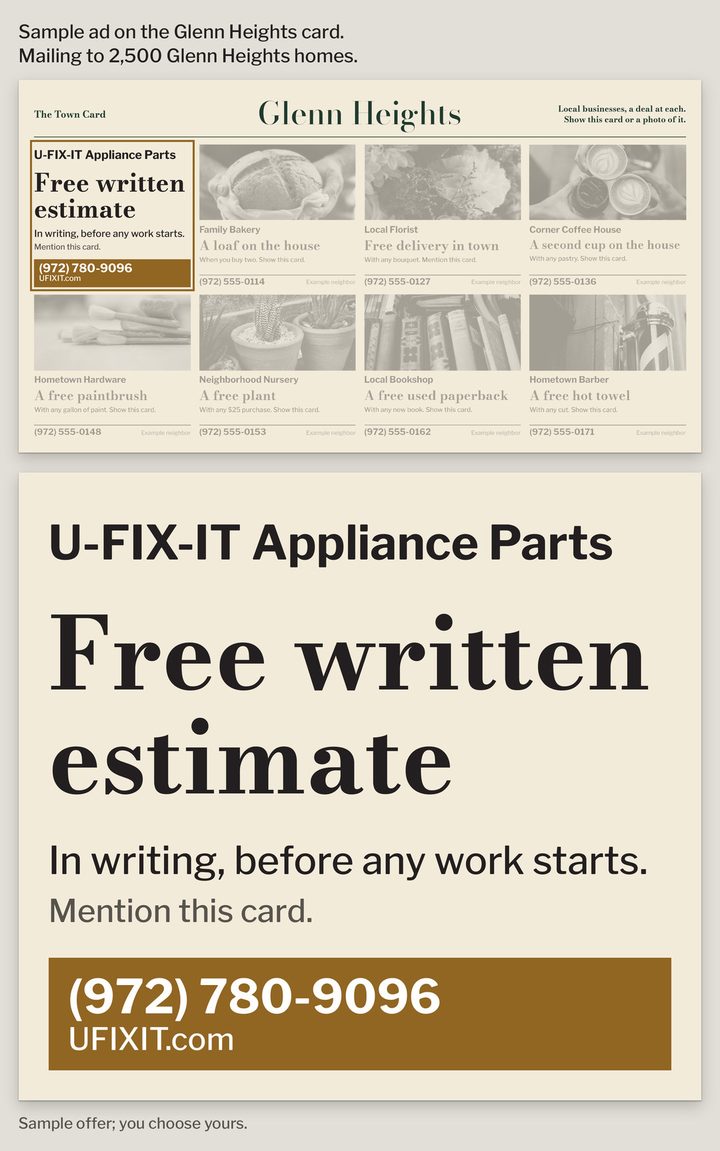 Sample ad on the Glenn Heights card.
Mailing to 2,500 Glenn Heights homes.
The Town Card
Glenn Heights
Local businesses, a deal at each.
Show this card or a photo of it.
U-FIX-IT Appliance Parts
Free written
estimate
In writing, before any work starts.
Mention this card.
(972) 780-9096
UFIXIT.com
Family Bakery
A loaf on the house
When you buy two. Show this card.
(972) 555-0114
Example neighbor
Local Florist
Free delivery in town
With any bouquet. Mention this card.
(972) 555-0127
Example neighbor
Corner Coffee House
A second cup on the house
With any pastry. Show this card.
(972) 555-0136
Example neighbor
Hometown Hardware
A free paintbrush
With any gallon of paint. Show this card.
(972) 555-0148
Example neighbor
Neighborhood Nursery
A free plant
With any $25 purchase. Show this card.
(972) 555-0153
Example neighbor
Local Bookshop
A free used paperback
With any new book. Show this card.
(972) 555-0162
Example neighbor
Hometown Barber
A free hot towel
With any cut. Show this card.
(972) 555-0171
Example neighbor
U-FIX-IT Appliance Parts
Free written
estimate
In writing, before any work starts.
Mention this card.
(972) 780-9096
UFIXIT.com
Sample offer; you choose yours.